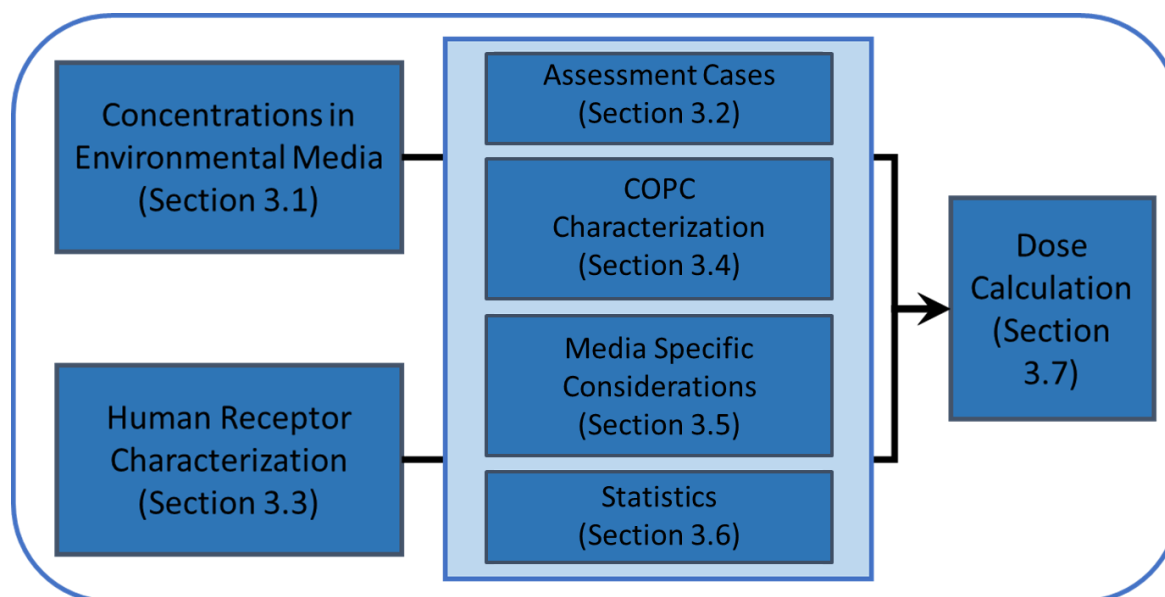 Concentrations in
Environmental Media
(Section 3.1)
Human Receptor
Characterization
(Section 3.3)
Assessment Cases
(Section 3.2)
COPC
Characterization
(Section 3.4)
Media Specific
Considerations
(Section 3.5)
Statistics
(Section 3.6)
Dose
Calculation
(Section
3.7)